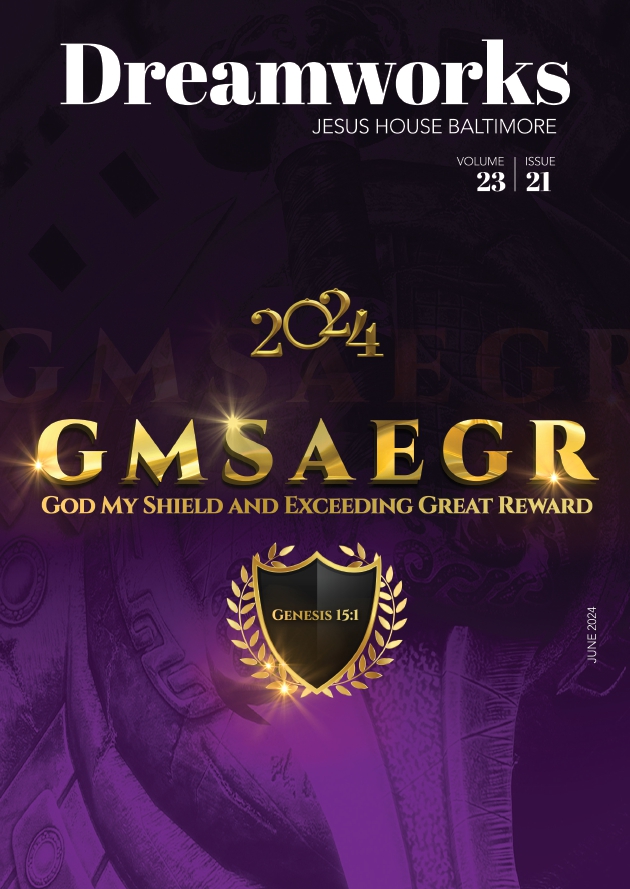 Dreamworks
JESUS HOUSE BALTIMORE
VOLUME 23 | ISSUE 21
2024
GMSAEGR
GMSAEGR
GOD MY SHIELD AND EXCEEDING GREAT REWARD
GENESIS 15:1
JUNE 2024